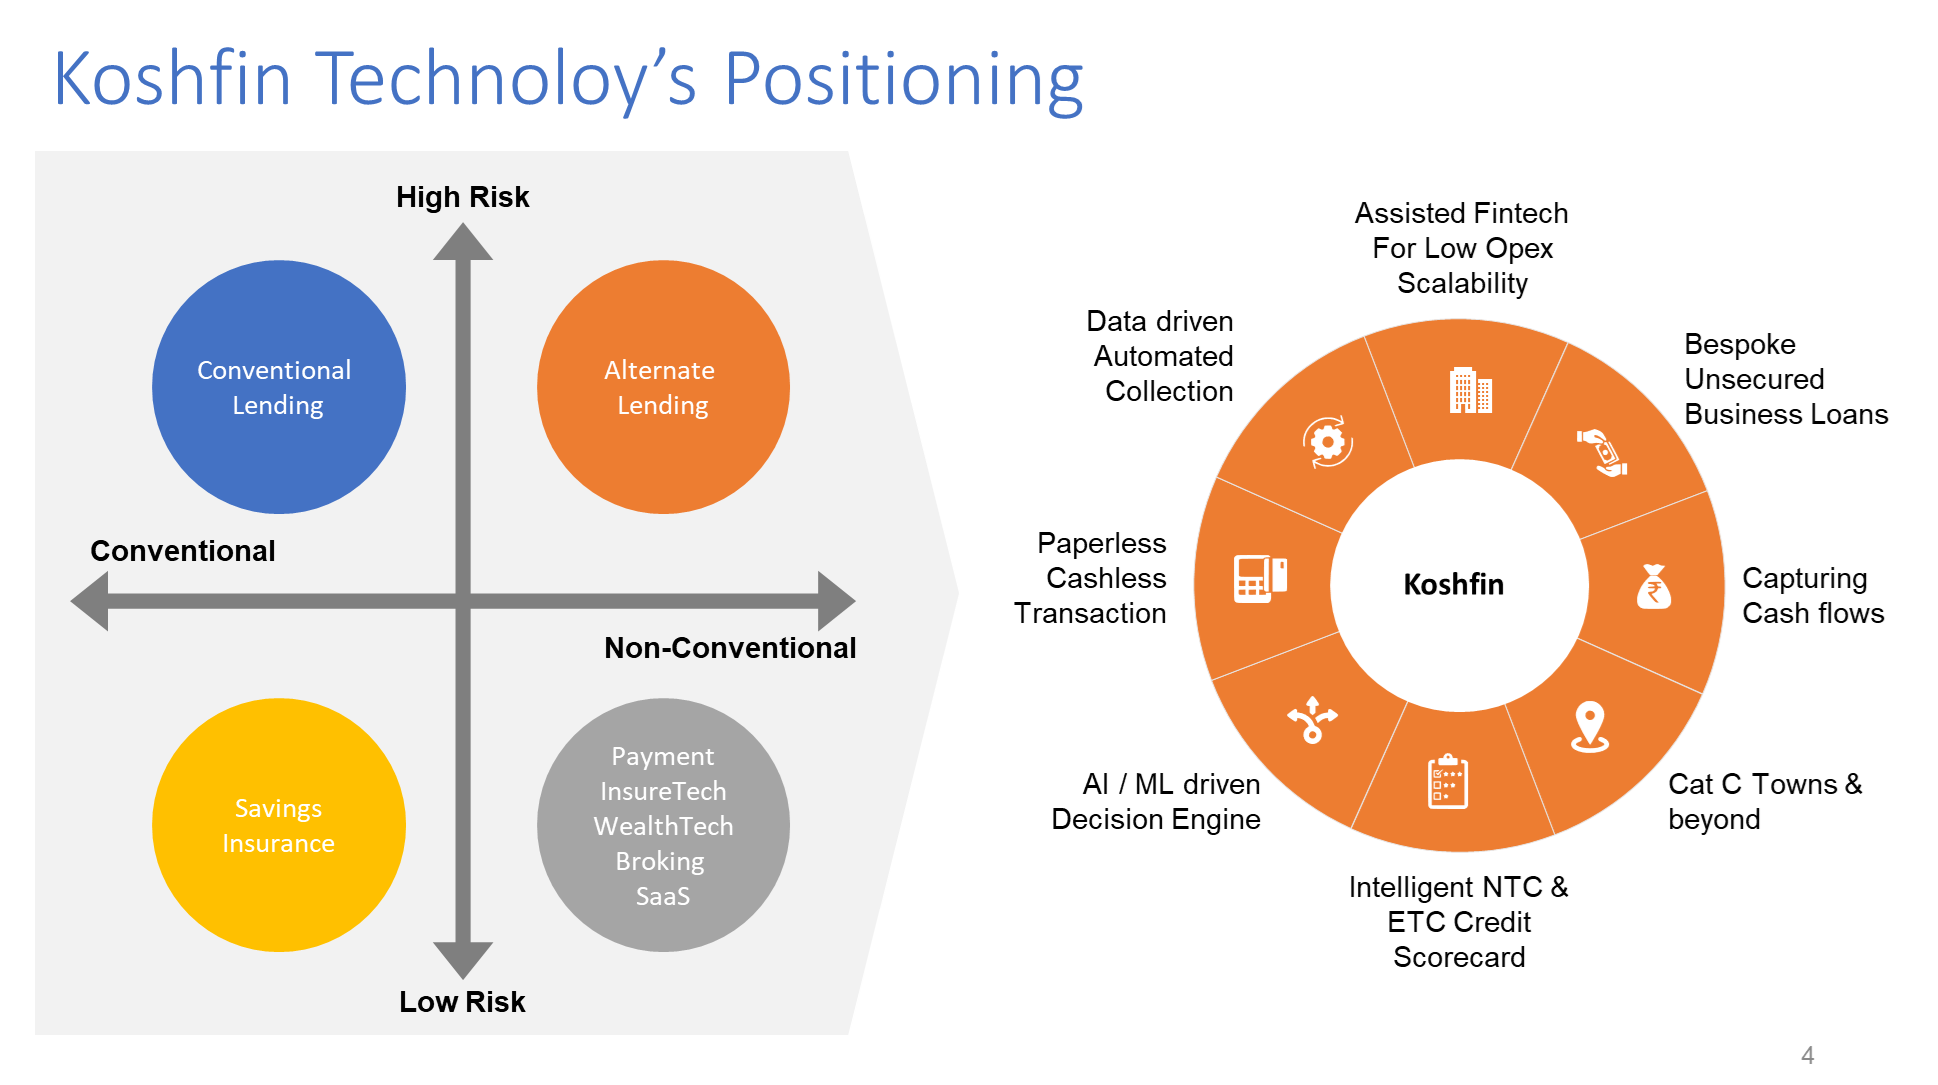 Koshfin Technoloy’s Positioning
High Risk
Conventional
Lending
Alternate
Lending
Conventional
Non-Conventional
Savings
Insurance
Payment
InsureTech
WealthTech
Broking
SaaS
Low Risk
Assisted Fintech
For Low Opex
Scalability
Bespoke
Unsecured
Business Loans
Capturing
Cash flows
Cat C Towns &
beyond
Intelligent NTC &
ETC Credit
Scorecard
AI / ML driven
Decision Engine
Paperless
Cashless
Transaction
Data driven
Automated
Collection
Koshfin
₹
4